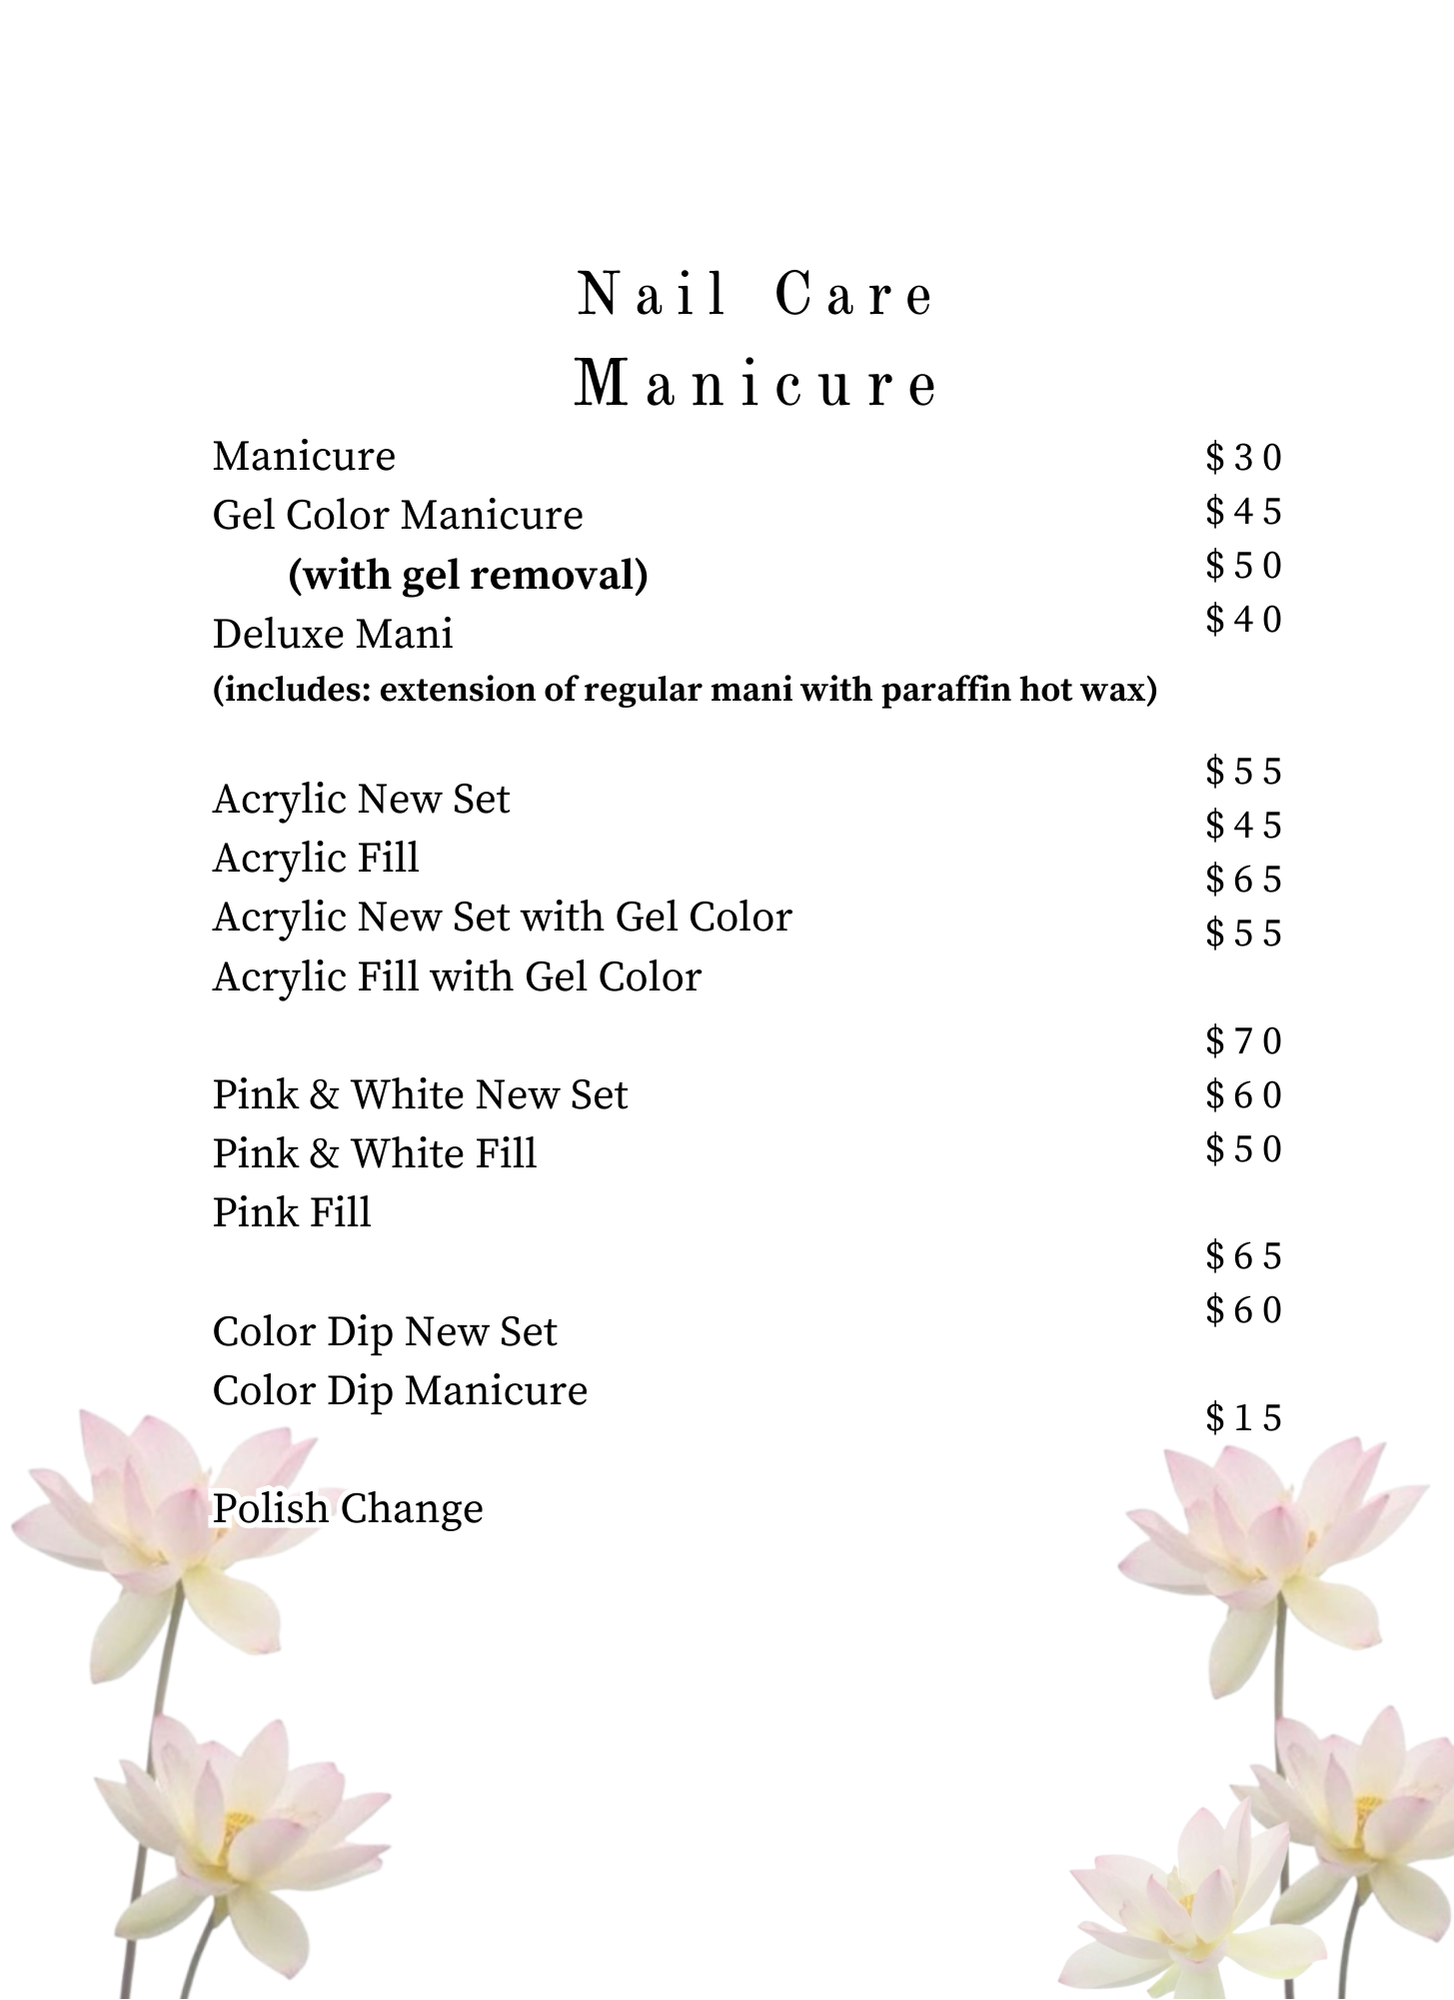 Nail Care
Manicure
Manicure $30
Gel Color Manicure $45
(with gel removal) $50
Deluxe Mani $40
(includes: extension of regular mani with paraffin hot wax)
Acrylic New Set $55
Acrylic Fill $45
Acrylic New Set with Gel Color $65
Acrylic Fill with Gel Color $55
Pink & White New Set $70
Pink & White Fill $60
Pink Fill $50
Color Dip New Set $65
Color Dip Manicure $60
Polish Change $15